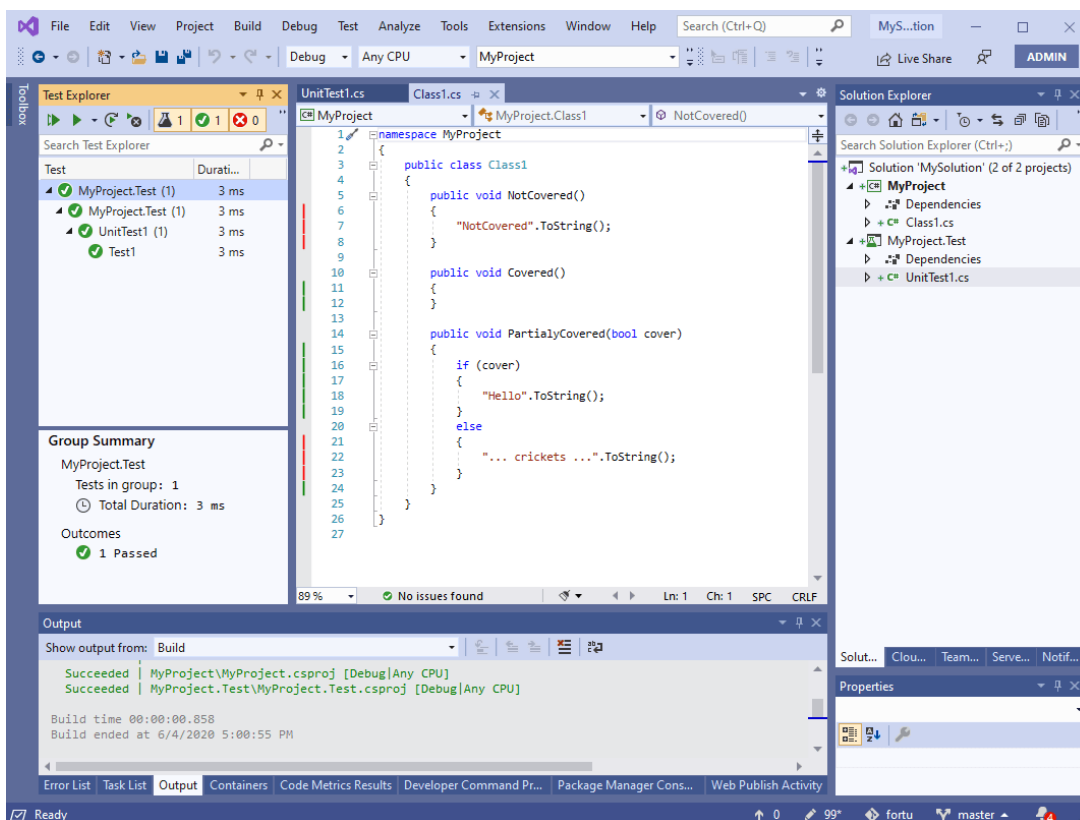 File Edit View Project Build Debug Test Analyze Tools Extensions Window Help Search (Ctrl+Q) MyS...tion
Debug Any CPU MyProject Live Share ADMIN
Toolbox
Test Explorer
1 1 0
Search Test Explorer
Test Durati...
MyProject.Test (1) 3 ms
MyProject.Test (1) 3 ms
UnitTest1 (1) 3 ms
Test1 3 ms
Group Summary
MyProject.Test
Tests in group: 1
Total Duration: 3 ms
Outcomes
1 Passed
UnitTest1.cs Class1.cs
MyProject MyProject.Class1 NotCovered()
1 namespace MyProject
2 {
3 public class Class1
4 {
5 public void NotCovered()
6 {
7 "NotCovered".ToString();
8 }
9
10 public void Covered()
11 {
12 }
13
14 public void PartialyCovered(bool cover)
15 {
16 if (cover)
17 {
18 "Hello".ToString();
19 }
20 else
21 {
22 "... crickets ...".ToString();
23 }
24 }
25 }
26 }
27
89 % No issues found Ln: 1 Ch: 1 SPC CRLF
Solution Explorer
Search Solution Explorer (Ctrl+;)
Solution 'MySolution' (2 of 2 projects)
MyProject
Dependencies
C# Class1.cs
MyProject.Test
Dependencies
C# UnitTest1.cs
Solut... Clou... Team... Serve... Notif...
Properties
Output
Show output from: Build
Succeeded | MyProject\MyProject.csproj [Debug|Any CPU]
Succeeded | MyProject.Test\MyProject.Test.csproj [Debug|Any CPU]
Build time 00:00:00.858
Build ended at 6/4/2020 5:00:55 PM
Error List Task List Output Containers Code Metrics Results Developer Command Pr... Package Manager Cons... Web Publish Activity
Ready 0 99* fortu master 4